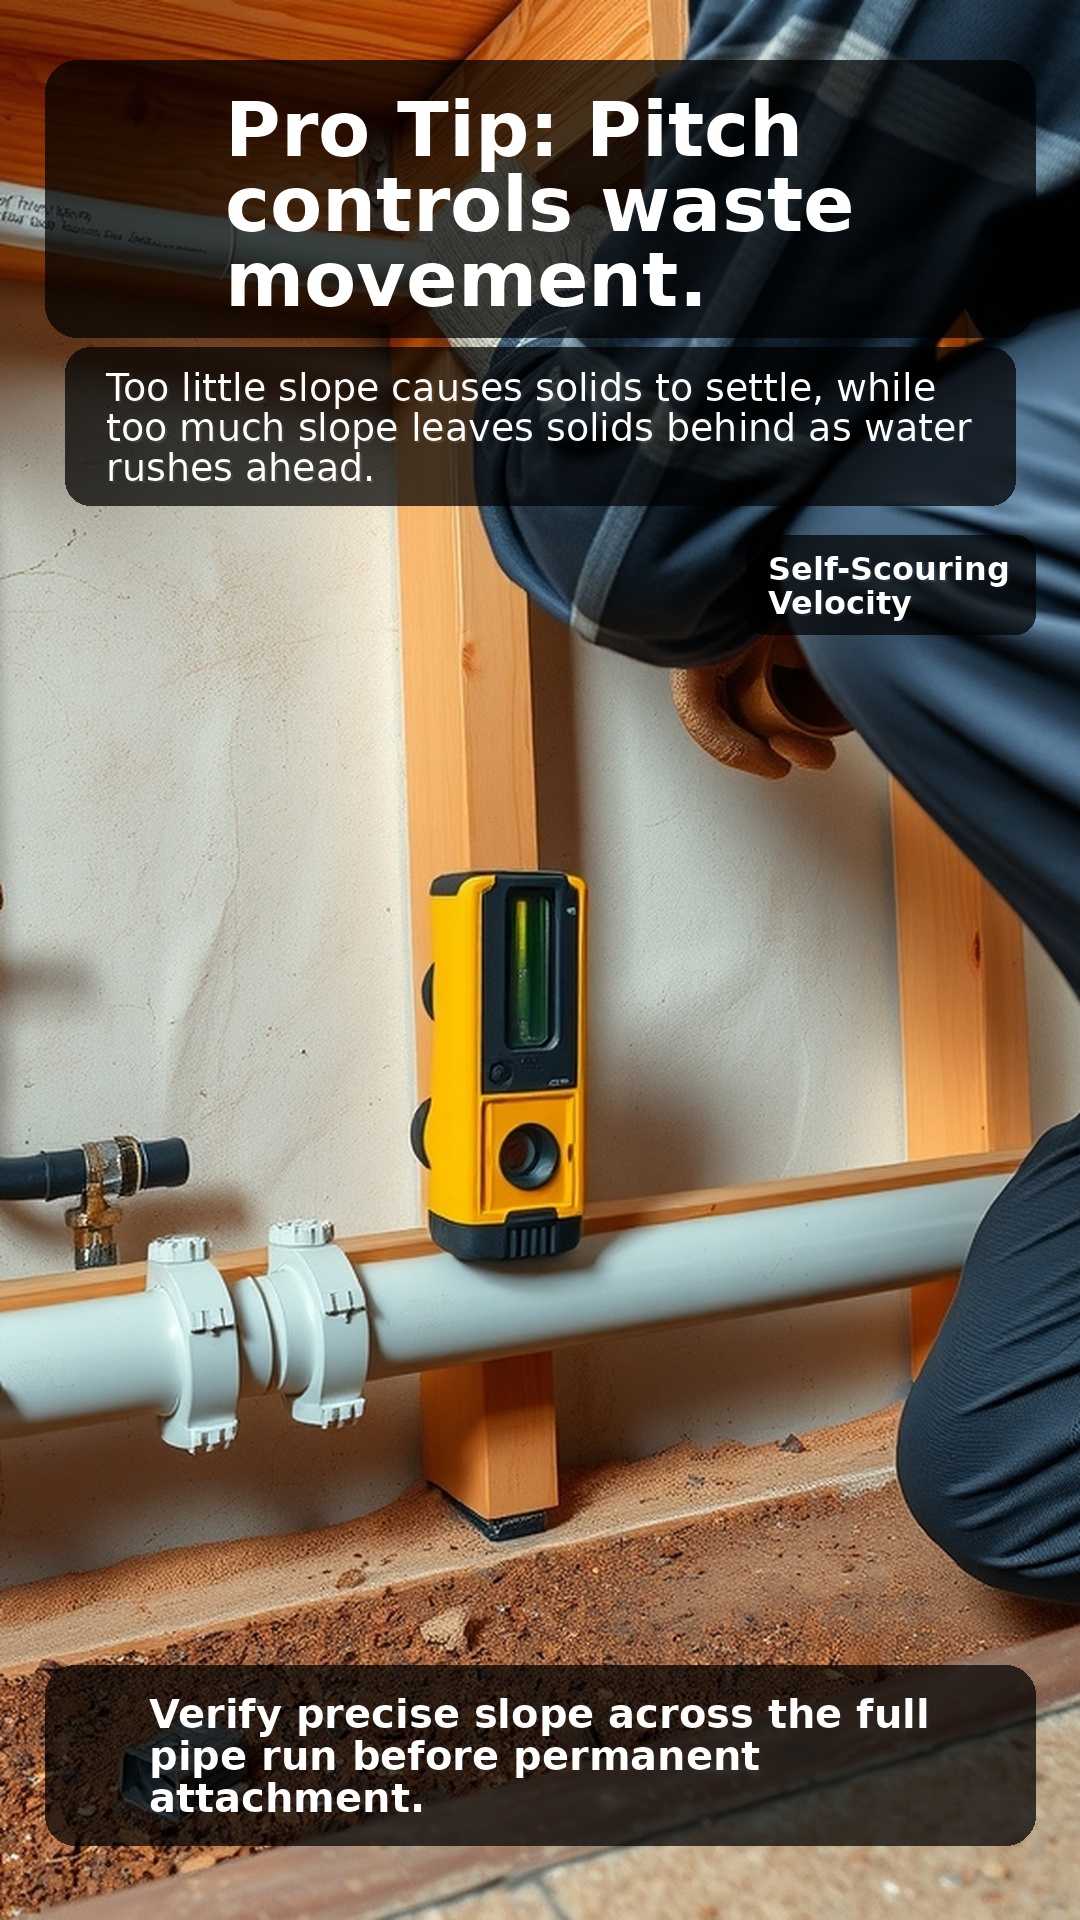 Pro Tip: Pitch
controls waste
movement.
Too little slope causes solids to settle, while
too much slope leaves solids behind as water
rushes ahead.
Self-Scouring
Velocity
Verify precise slope across the full
pipe run before permanent
attachment.